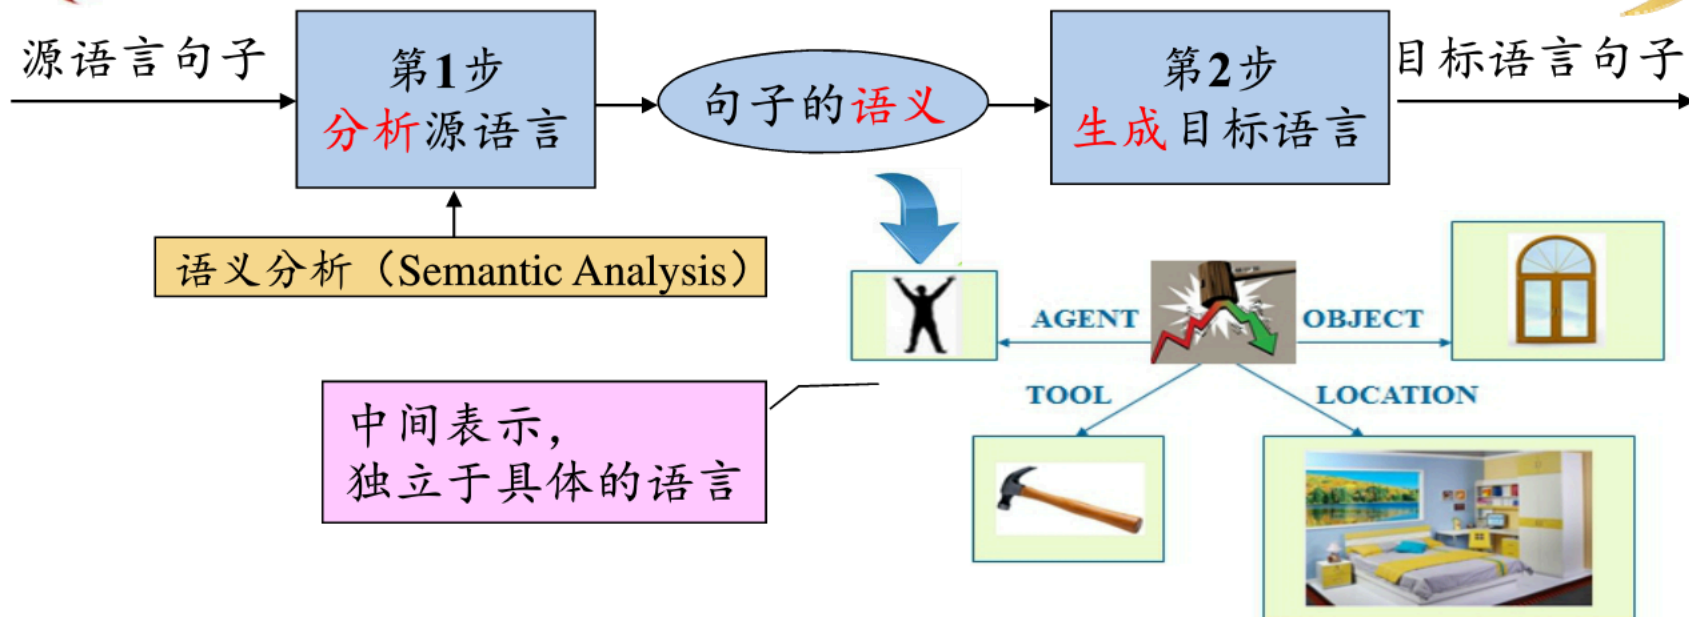 源语言句子
第1步
分析源语言
句子的语义
第2步
生成目标语言
目标语言句子
语义分析（Semantic Analysis）
AGENT
OBJECT
TOOL
LOCATION
中间表示，
独立于具体的语言